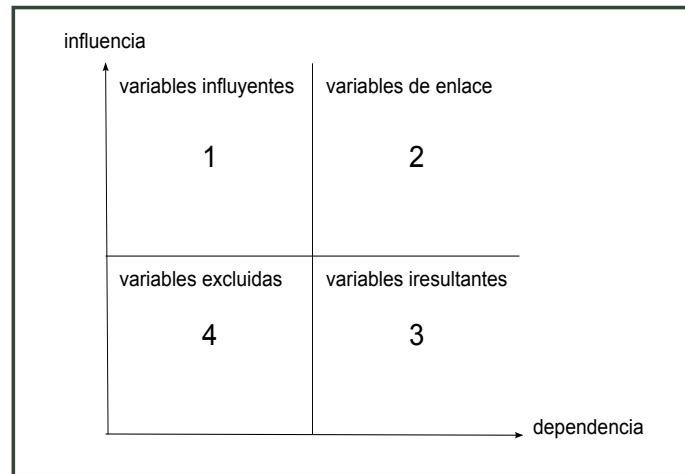 influencia
variables influyentes
variables de enlace
1
2
variables excluidas
variables iresultantes
4
3
dependencia